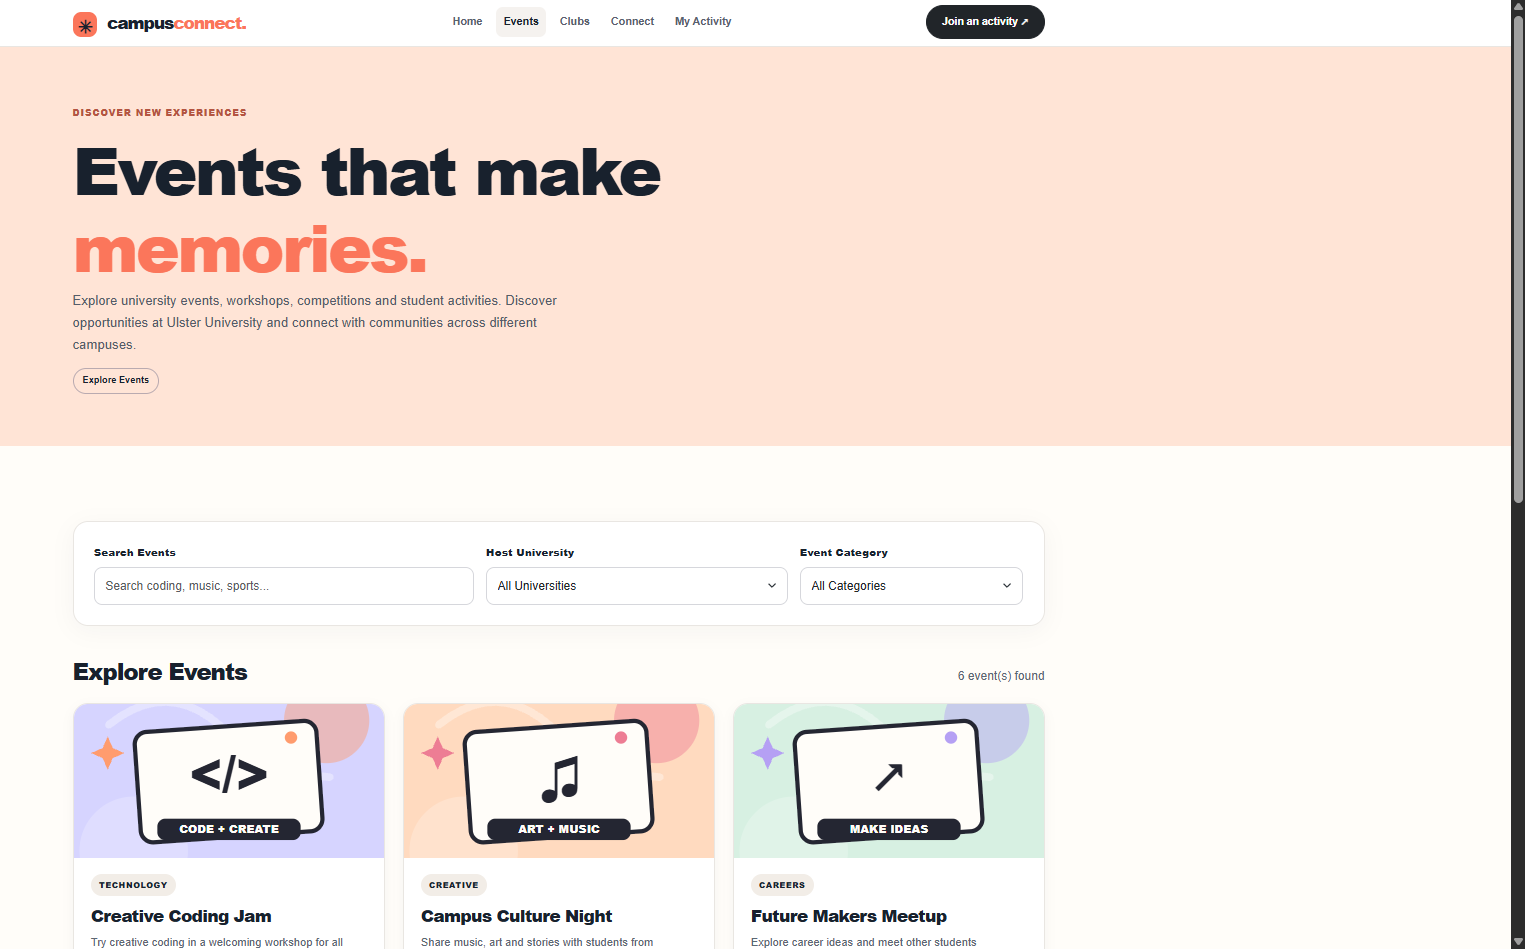 campusconnect.
Home Events Clubs Connect My Activity
Join an activity ↗
DISCOVER NEW EXPERIENCES
Events that make
memories.
Explore university events, workshops, competitions and student activities. Discover
opportunities at Ulster University and connect with communities across different
campuses.
Explore Events
Search Events
Search coding, music, sports...
Host University
All Universities
Event Category
All Categories
Explore Events
6 event(s) found
</>
CODE + CREATE
TECHNOLOGY
Creative Coding Jam
Try creative coding in a welcoming workshop for all
♫
ART + MUSIC
CREATIVE
Campus Culture Night
Share music, art and stories with students from
↗
MAKE IDEAS
CAREERS
Future Makers Meetup
Explore career ideas and meet other students